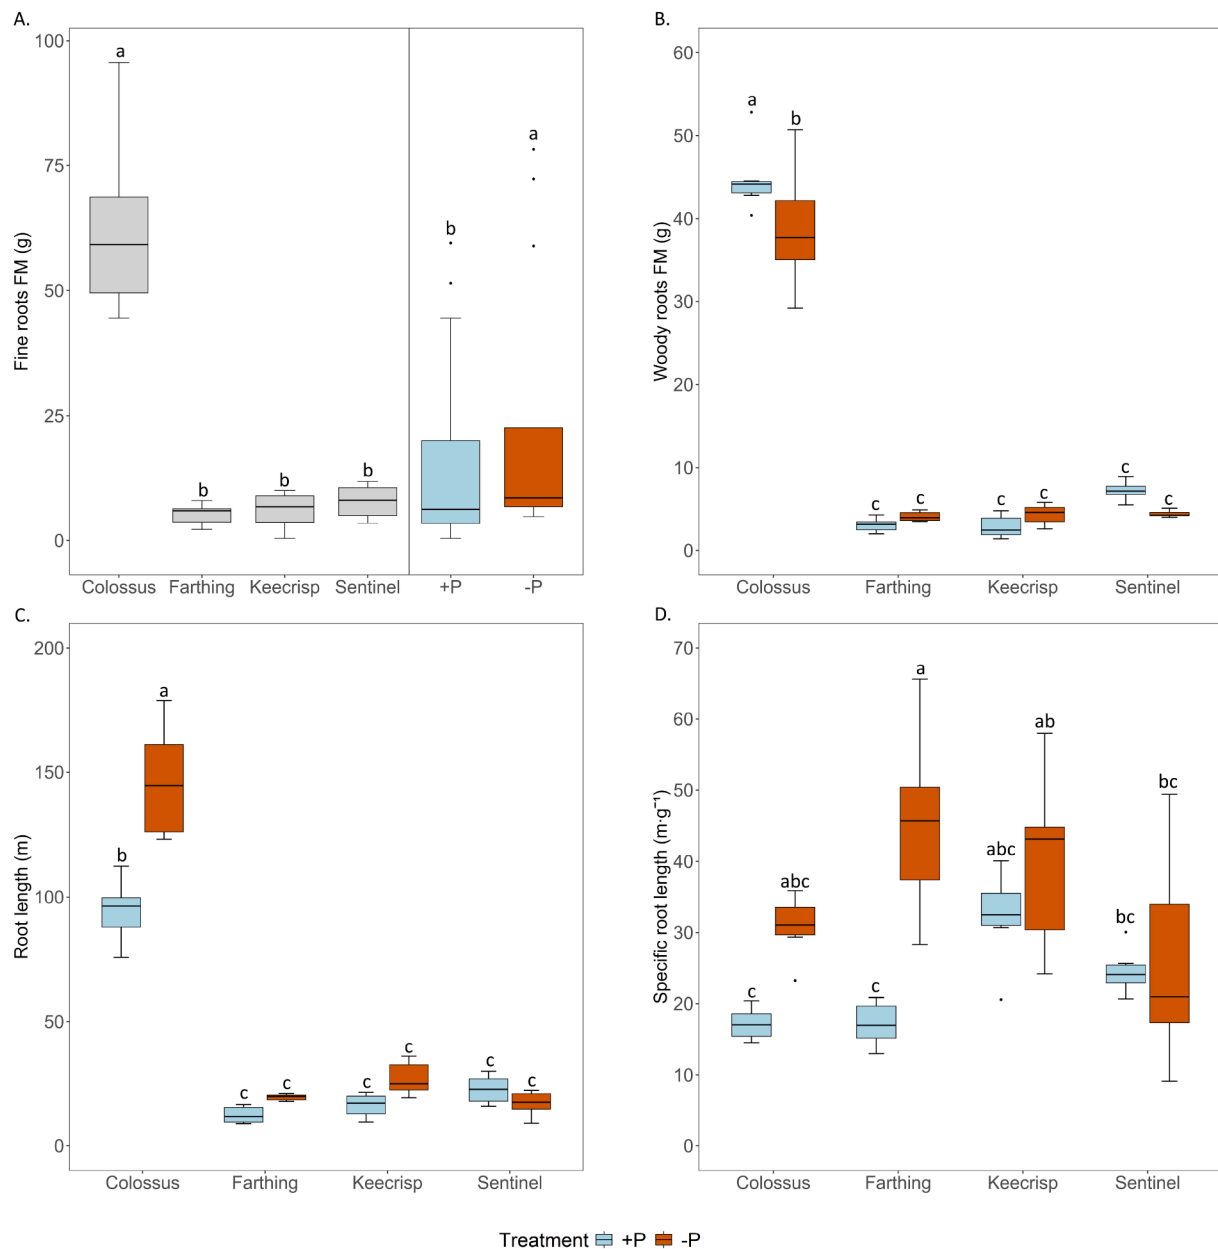 A.
Fine roots FM (g)
100
75
50
25
0
a
b
b
b
b
a
Colossus Farthing Keecrisp Sentinel +P -P
B.
Woody roots FM (g)
60
50
40
30
20
10
0
a
b
c
c
c
c
c
c
Colossus Farthing Keecrisp Sentinel
C.
Root length (m)
200
150
100
50
0
b
a
c
c
c
c
c
c
Colossus Farthing Keecrisp Sentinel
D.
Specific root length (m·g⁻¹)
70
60
50
40
30
20
10
0
c
abc
c
a
abc
ab
bc
bc
Colossus Farthing Keecrisp Sentinel
Treatment +P -P